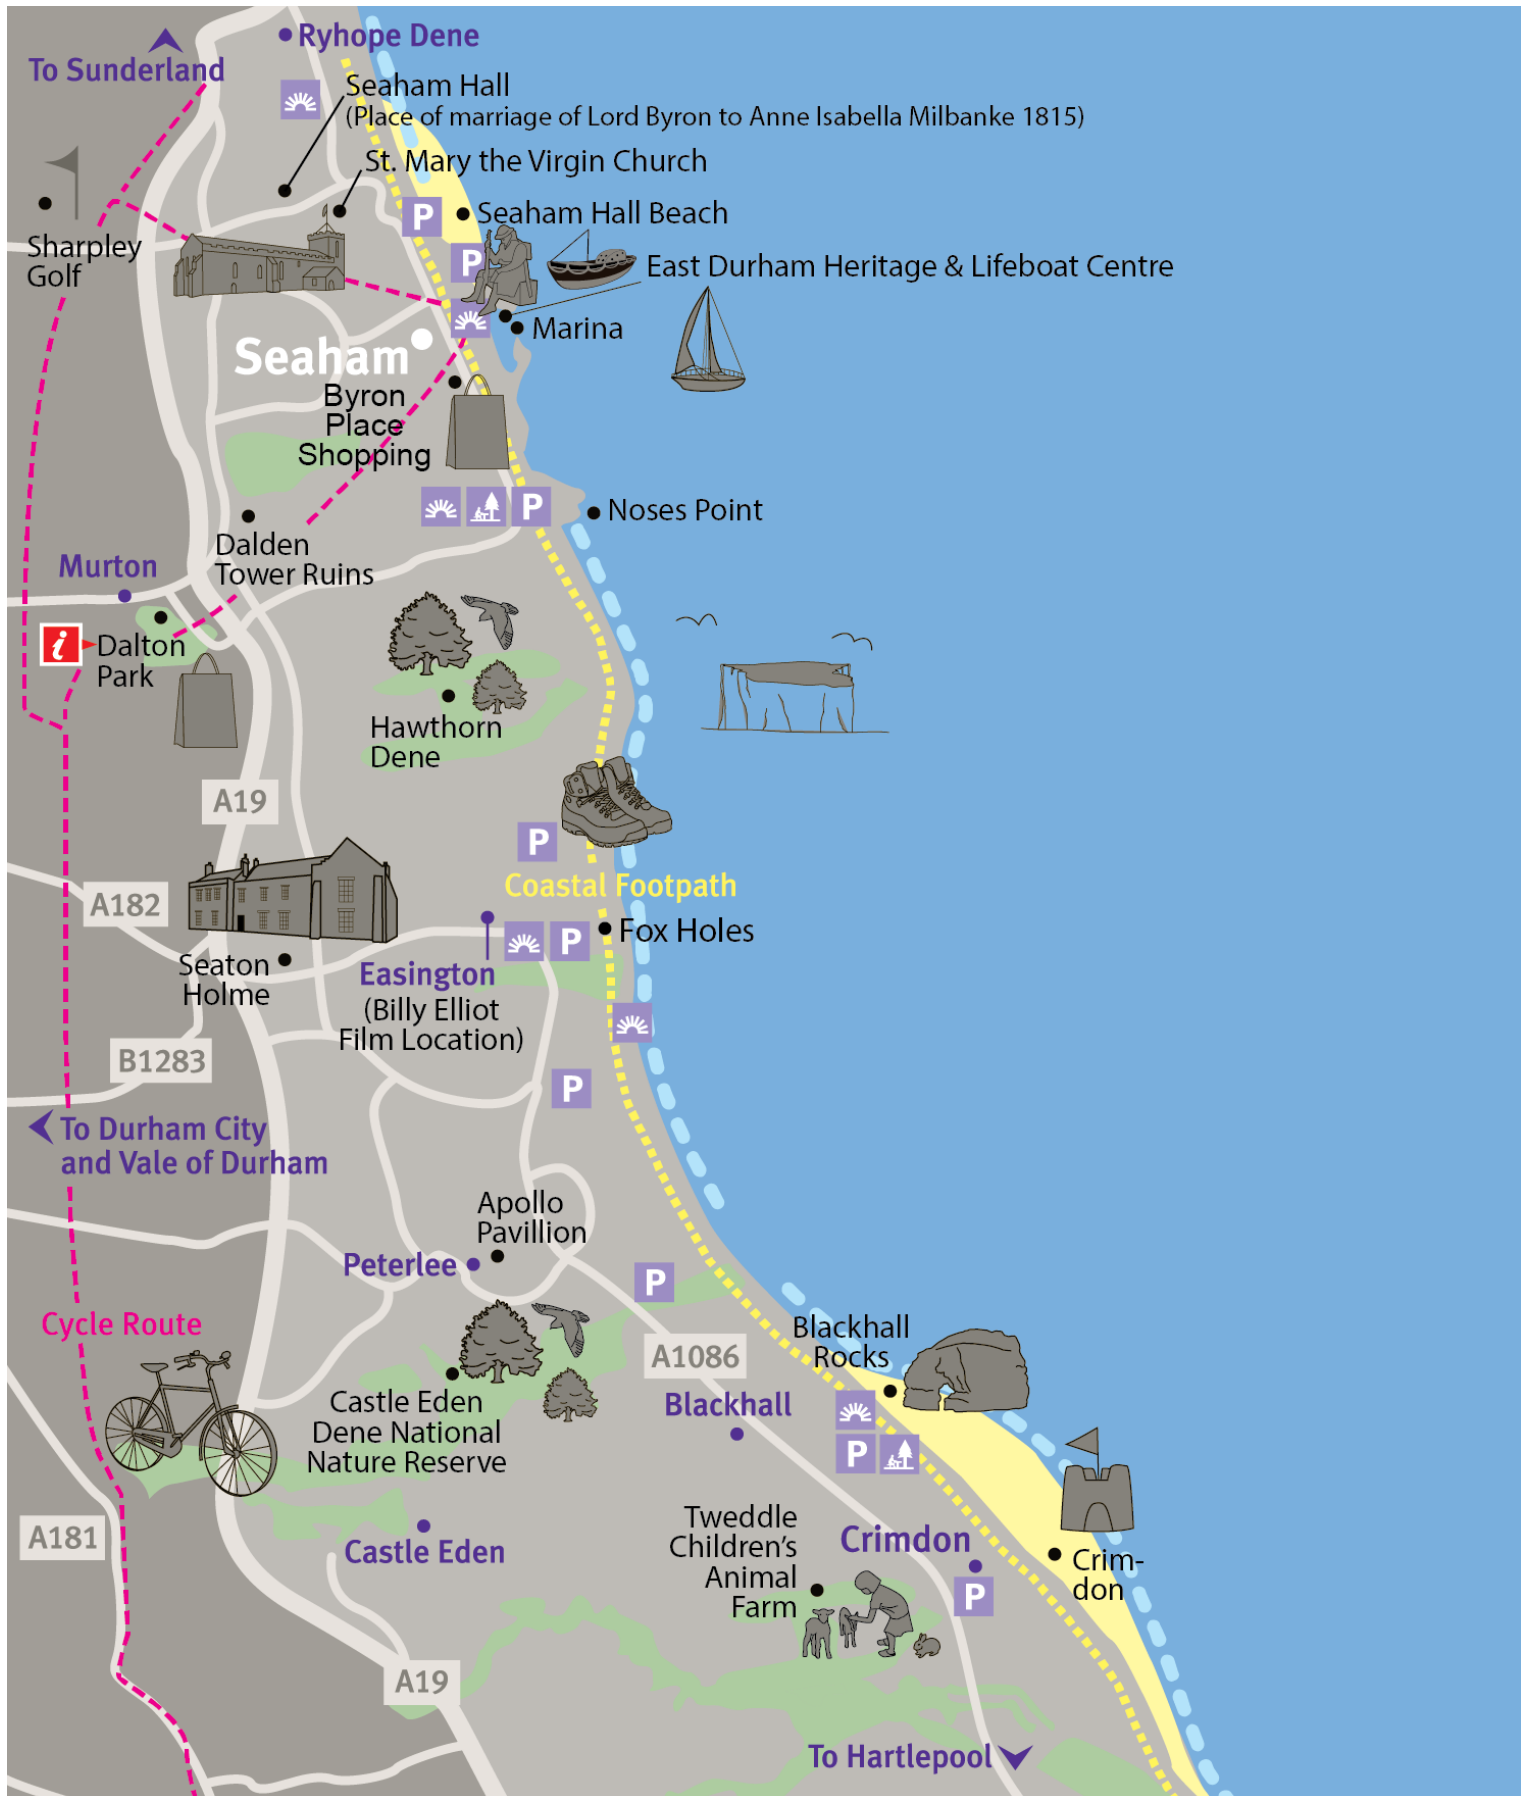 Ryhope Dene
To Sunderland
Seaham Hall
(Place of marriage of Lord Byron to Anne Isabella Milbanke 1815)
St. Mary the Virgin Church
P
Seaham Hall Beach
Sharpley
Golf
P
East Durham Heritage & Lifeboat Centre
Marina
Seaham
Byron
Place
Shopping
P
Noses Point
Dalden
Tower Ruins
Murton
i
Dalton
Park
Hawthorn
Dene
A19
P
Coastal Footpath
A182
Fox Holes
P
Seaton
Holme
Easington
(Billy Elliot
Film Location)
B1283
P
To Durham City
and Vale of Durham
Apollo
Pavillion
Peterlee
P
Cycle Route
Blackhall
Rocks
A1086
Castle Eden
Dene National
Nature Reserve
Blackhall
P
A181
Castle Eden
Tweddle
Children's
Animal
Farm
Crimdon
P
Crim-
don
A19
To Hartlepool